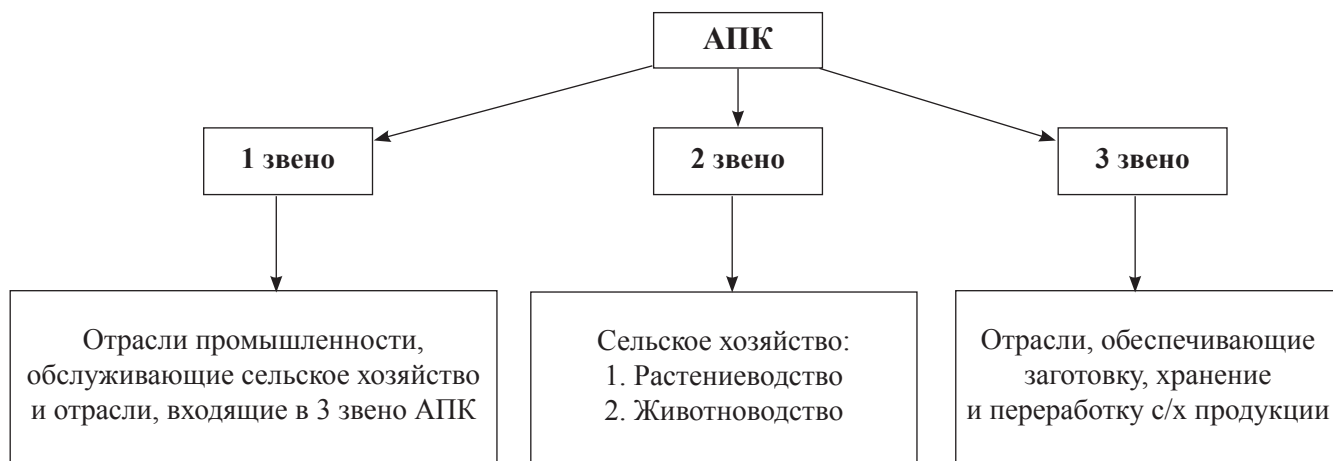 АПК
1 звено
2 звено
3 звено
Отрасли промышленности,
обслуживающие сельское хозяйство
и отрасли, входящие в 3 звено АПК
Сельское хозяйство:
1. Растениеводство
2. Животноводство
Отрасли, обеспечивающие
заготовку, хранение
и переработку с/х продукции